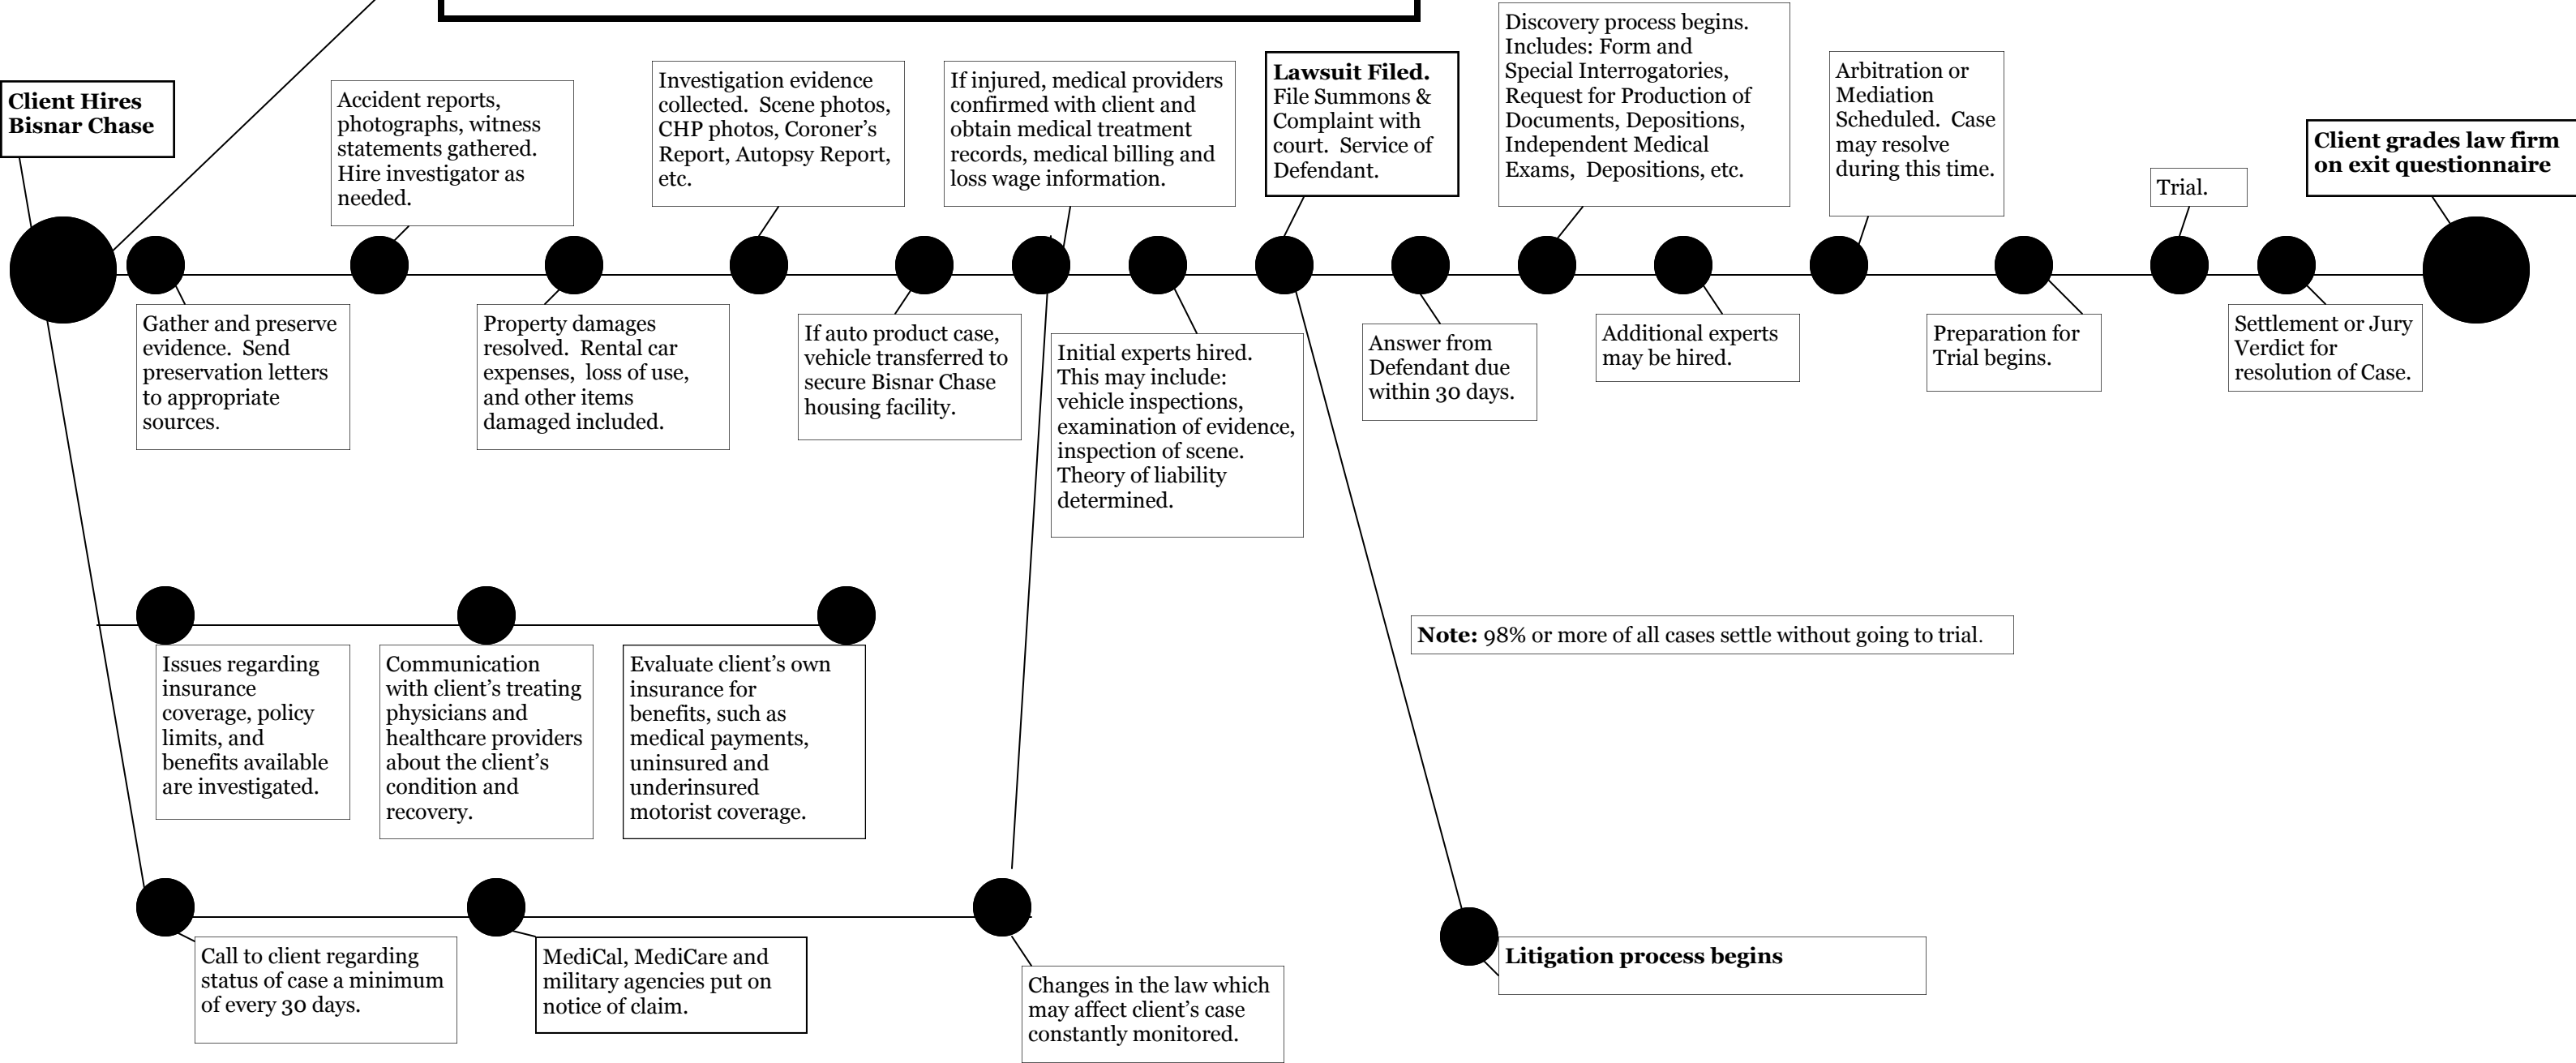 Client Hires
Bisnar Chase
Accident reports,
photographs, witness
statements gathered.
Hire investigator as
needed.
Investigation evidence
collected.  Scene photos,
CHP photos, Coroner’s
Report, Autopsy Report,
etc.
If injured, medical providers
confirmed with client and
obtain medical treatment
records, medical billing and
loss wage information.
Lawsuit Filed.
File Summons &
Complaint with
court.  Service of
Defendant.
Discovery process begins.
Includes: Form and
Special Interrogatories,
Request for Production of
Documents, Depositions,
Independent Medical
Exams,  Depositions, etc.
Arbitration or
Mediation
Scheduled.  Case
may resolve
during this time.
Trial.
Client grades law firm
on exit questionnaire
Gather and preserve
evidence.  Send
preservation letters
to appropriate
sources.
Property damages
resolved.  Rental car
expenses,  loss of use,
and other items
damaged included.
If auto product case,
vehicle transferred to
secure Bisnar Chase
housing facility.
Initial experts hired.
This may include:
vehicle inspections,
examination of evidence,
inspection of scene.
Theory of liability
determined.
Answer from
Defendant due
within 30 days.
Additional experts
may be hired.
Preparation for
Trial begins.
Settlement or Jury
Verdict for
resolution of Case.
Issues regarding
insurance
coverage, policy
limits, and
benefits available
are investigated.
Communication
with client’s treating
physicians and
healthcare providers
about the client’s
condition and
recovery.
Evaluate client’s own
insurance for
benefits, such as
medical payments,
uninsured and
underinsured
motorist coverage.
Note: 98% or more of all cases settle without going to trial.
Call to client regarding
status of case a minimum
of every 30 days.
MediCal, MediCare and
military agencies put on
notice of claim.
Changes in the law which
may affect client’s case
constantly monitored.
Litigation process begins